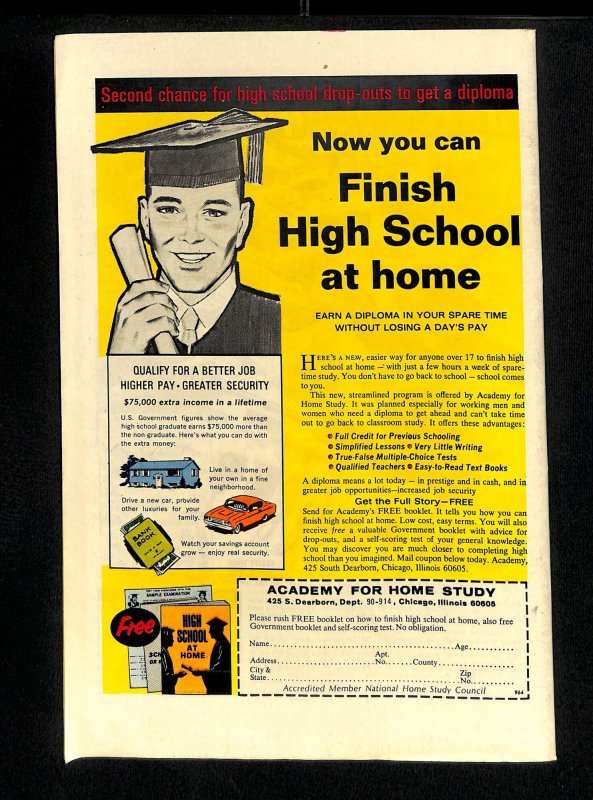 Second chance for high school drop-outs to get a diploma
Now you can
Finish
High School
at home
EARN A DIPLOMA IN YOUR SPARE TIME
WITHOUT LOSING A DAY'S PAY
HERE'S A NEW, easier way for anyone over 17 to finish high
school at home — with just a few hours a week of spare-
time study. You don't have to go back to school — school comes
to you.
This new, streamlined program is offered by Academy for
Home Study. It was planned especially for working men and
women who need a diploma to get ahead and can't take time
out to go back to classroom study. It offers these advantages:
• Full Credit for Previous Schooling
• Simplified Lessons • Very Little Writing
• True-False Multiple-Choice Tests
• Qualified Teachers • Easy-to-Read Text Books
A diploma means a lot today — in prestige and in cash, and in
greater job opportunities—increased job security
Get the Full Story—FREE
Send for Academy's FREE booklet. It tells you how you can
finish high school at home. Low cost, easy terms. You will also
receive free a valuable Government booklet with advice for
drop-outs, and a self-scoring test of your general knowledge.
You may discover you are much closer to completing high
school than you imagined. Mail coupon below today. Academy,
425 South Dearborn, Chicago, Illinois 60605.
QUALIFY FOR A BETTER JOB
HIGHER PAY • GREATER SECURITY
$75,000 extra income in a lifetime
U.S. Government figures show the average
high school graduate earns $75,000 more than
the non-graduate. Here's what you can do with
the extra money:
Live in a home of
your own in a fine
neighborhood.
Drive a new car, provide
other luxuries for your
family.
BANK
BOOK
Watch your savings account
grow — enjoy real security.
Free
SAMPLE EXAMINATION
HIGH
SCHOOL
AT
HOME
ACADEMY FOR HOME STUDY
425 S. Dearborn, Dept. 90-914, Chicago, Illinois 60605
Please rush FREE booklet on how to finish high school at home, also free
Government booklet and self-scoring test. No obligation.
Name Age
Apt.
Address No. County
City & Zip
State No.
Accredited Member National Home Study Council 964